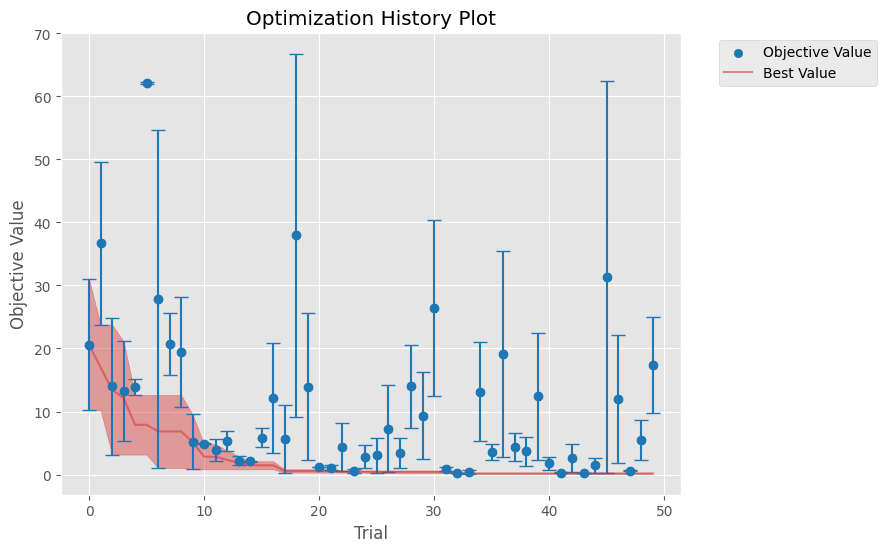 Optimization History Plot
Objective Value
Best Value
Objective Value
70
60
50
40
30
20
10
0
0 10 20 30 40 50
Trial